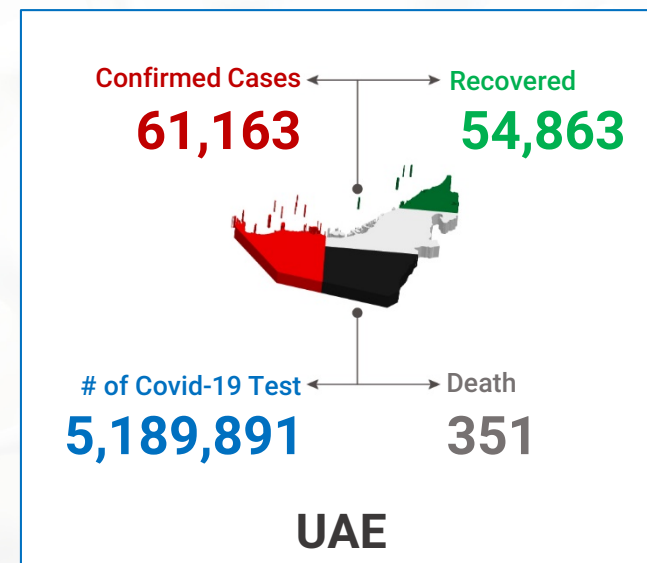 Confirmed Cases
61,163
Recovered
54,863
# of Covid-19 Test
5,189,891
Death
351
UAE